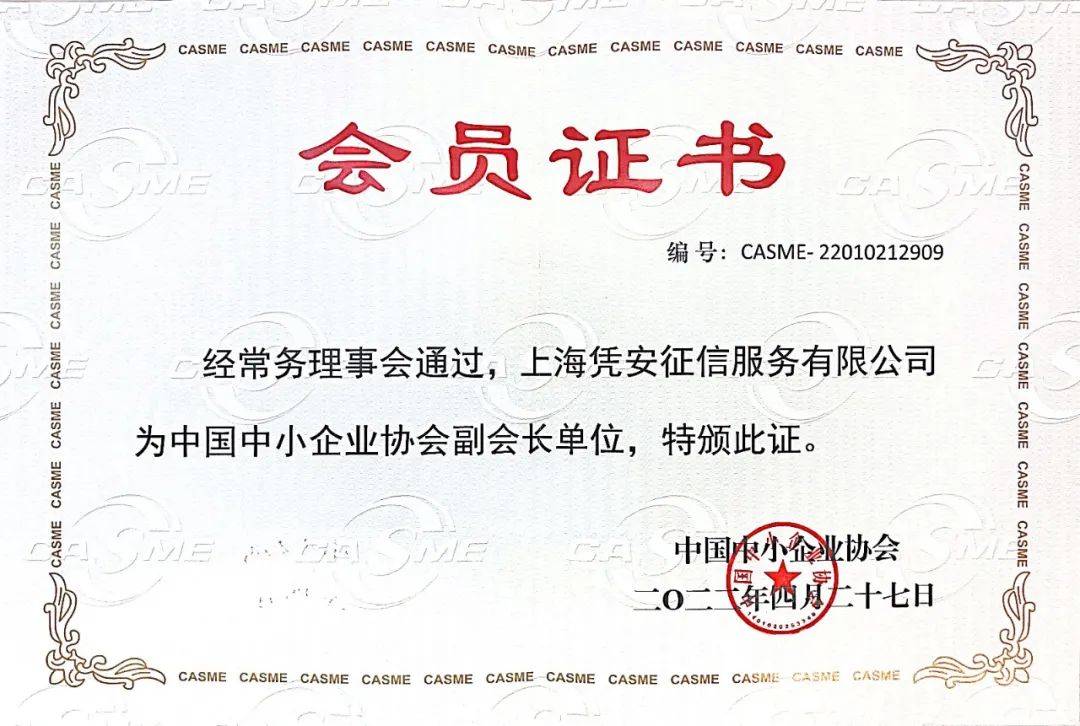 CASME CASME CASME CASME CASME CASME CASME CASME CASME CASME CASME CASME
会员证书
编号：CASME- 22010212909
经常务理事会通过，上海凭安征信服务有限公司
为中国中小企业协会副会长单位，特颁此证。
中国中小企业协会
二〇二二年四月二十七日
CASME CASME CASME CASME CASME CASME CASME CASME CASME CASME CASME CASME